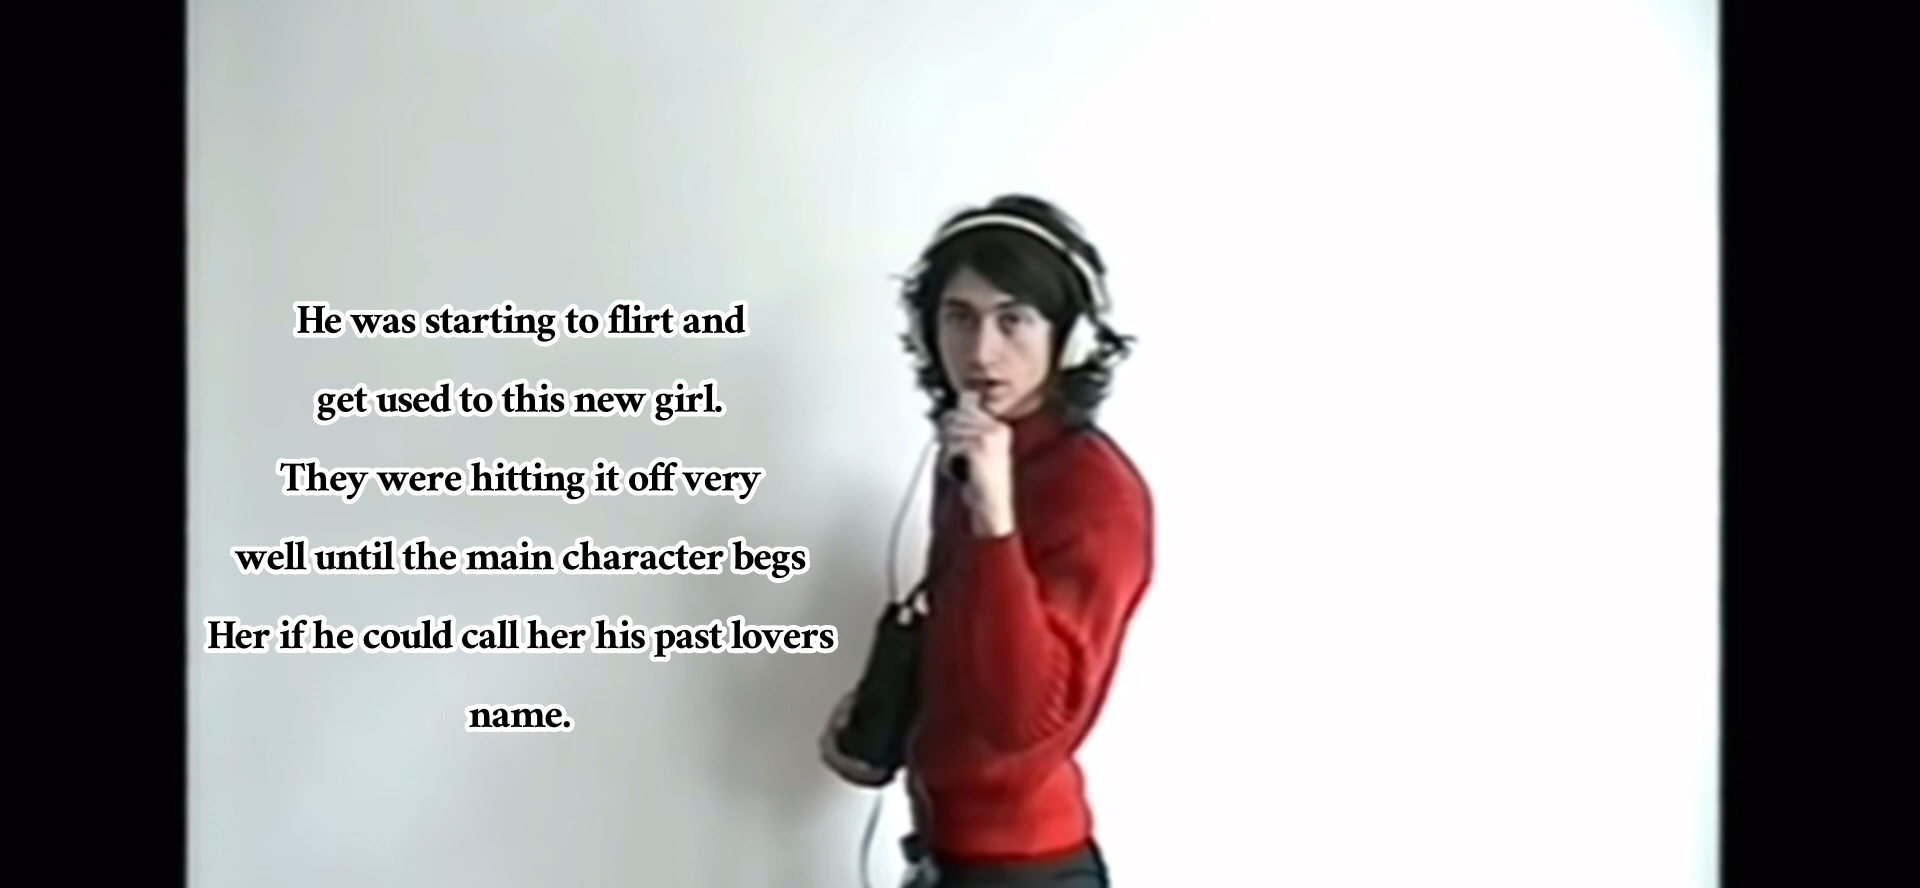 He was starting to flirt and
get used to this new girl.
They were hitting it off very
well until the main character begs
Her if he could call her his past lovers
name.